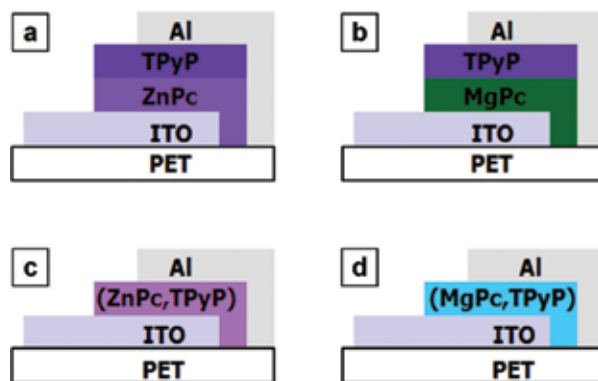 a
Al
TPyP
ZnPc
ITO
PET
b
Al
TPyP
MgPc
ITO
PET
c
Al
(ZnPc,TPyP)
ITO
PET
d
Al
(MgPc,TPyP)
ITO
PET